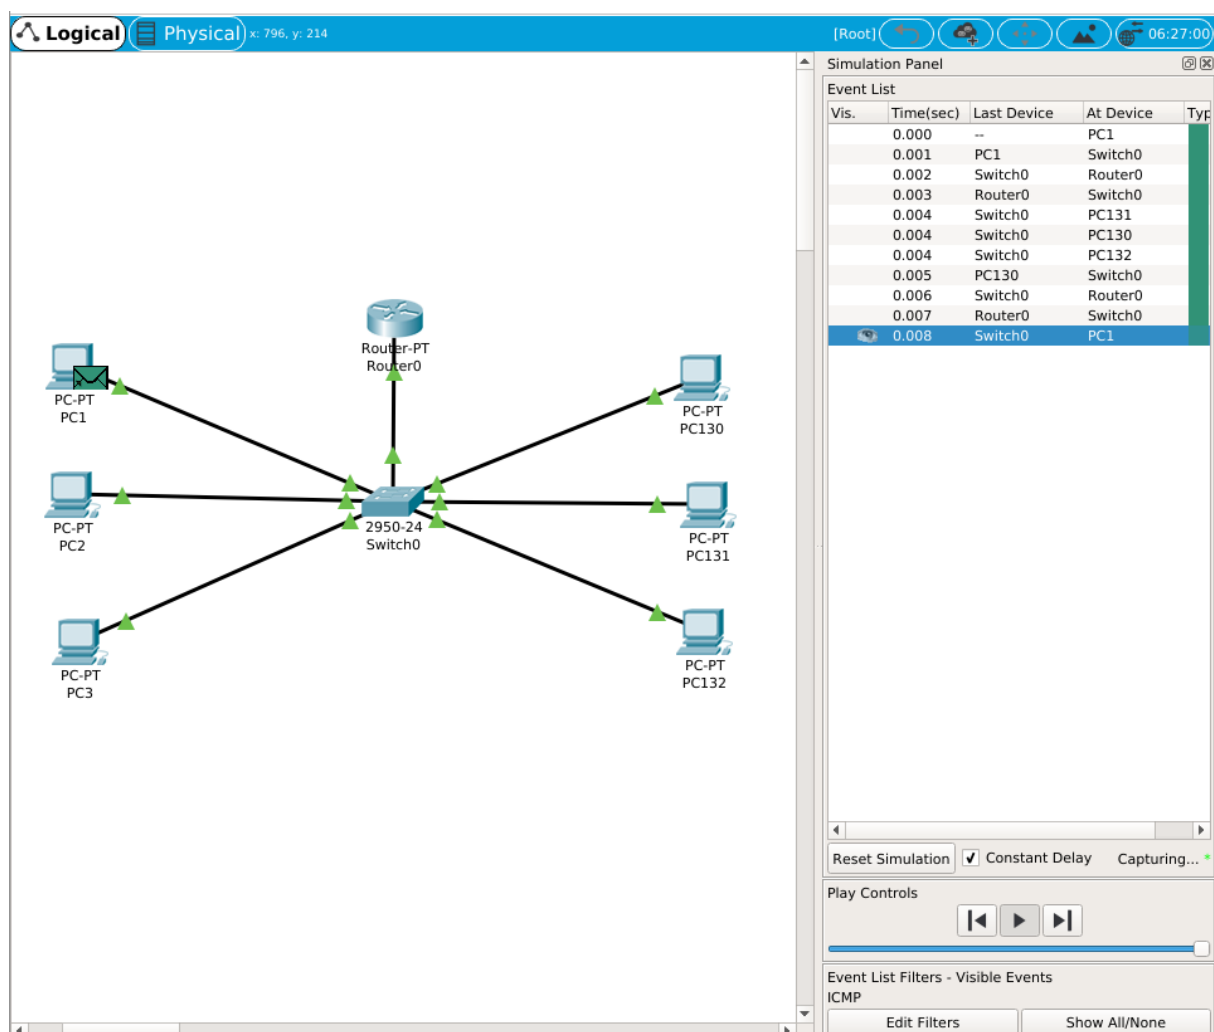 Logical Physical x: 796, y: 214 [Root] 06:27:00
Simulation Panel
Event List
Vis. Time(sec) Last Device At Device Typ
0.000 -- PC1
0.001 PC1 Switch0
0.002 Switch0 Router0
0.003 Router0 Switch0
0.004 Switch0 PC131
0.004 Switch0 PC130
0.004 Switch0 PC132
0.005 PC130 Switch0
0.006 Switch0 Router0
0.007 Router0 Switch0
0.008 Switch0 PC1
Router-PT
Router0
PC-PT
PC1
PC-PT
PC130
PC-PT
PC2
2950-24
Switch0
PC-PT
PC131
PC-PT
PC3
PC-PT
PC132
Reset Simulation Constant Delay Capturing... *
Play Controls
Event List Filters - Visible Events
ICMP
Edit Filters Show All/None